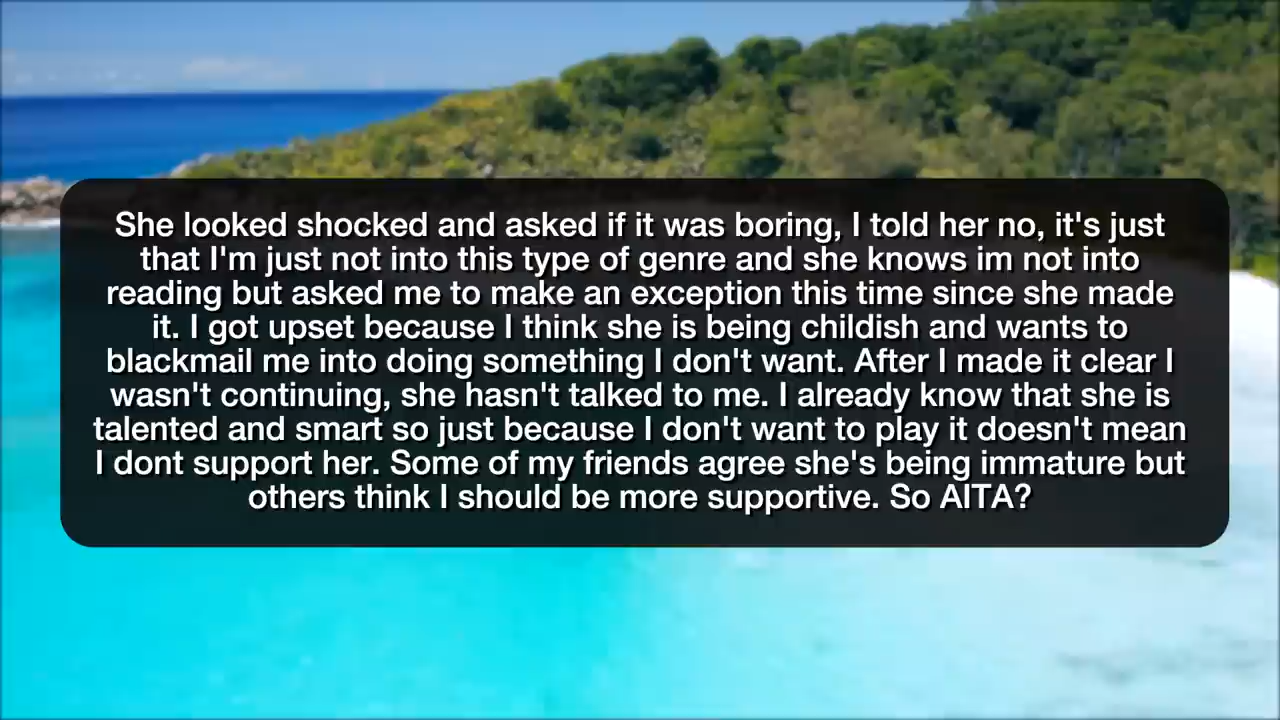 She looked shocked and asked if it was boring, I told her no, it's just
that I'm just not into this type of genre and she knows im not into
reading but asked me to make an exception this time since she made
it. I got upset because I think she is being childish and wants to
blackmail me into doing something I don't want. After I made it clear I
wasn't continuing, she hasn't talked to me. I already know that she is
talented and smart so just because I don't want to play it doesn't mean
I dont support her. Some of my friends agree she's being immature but
others think I should be more supportive. So AITA?